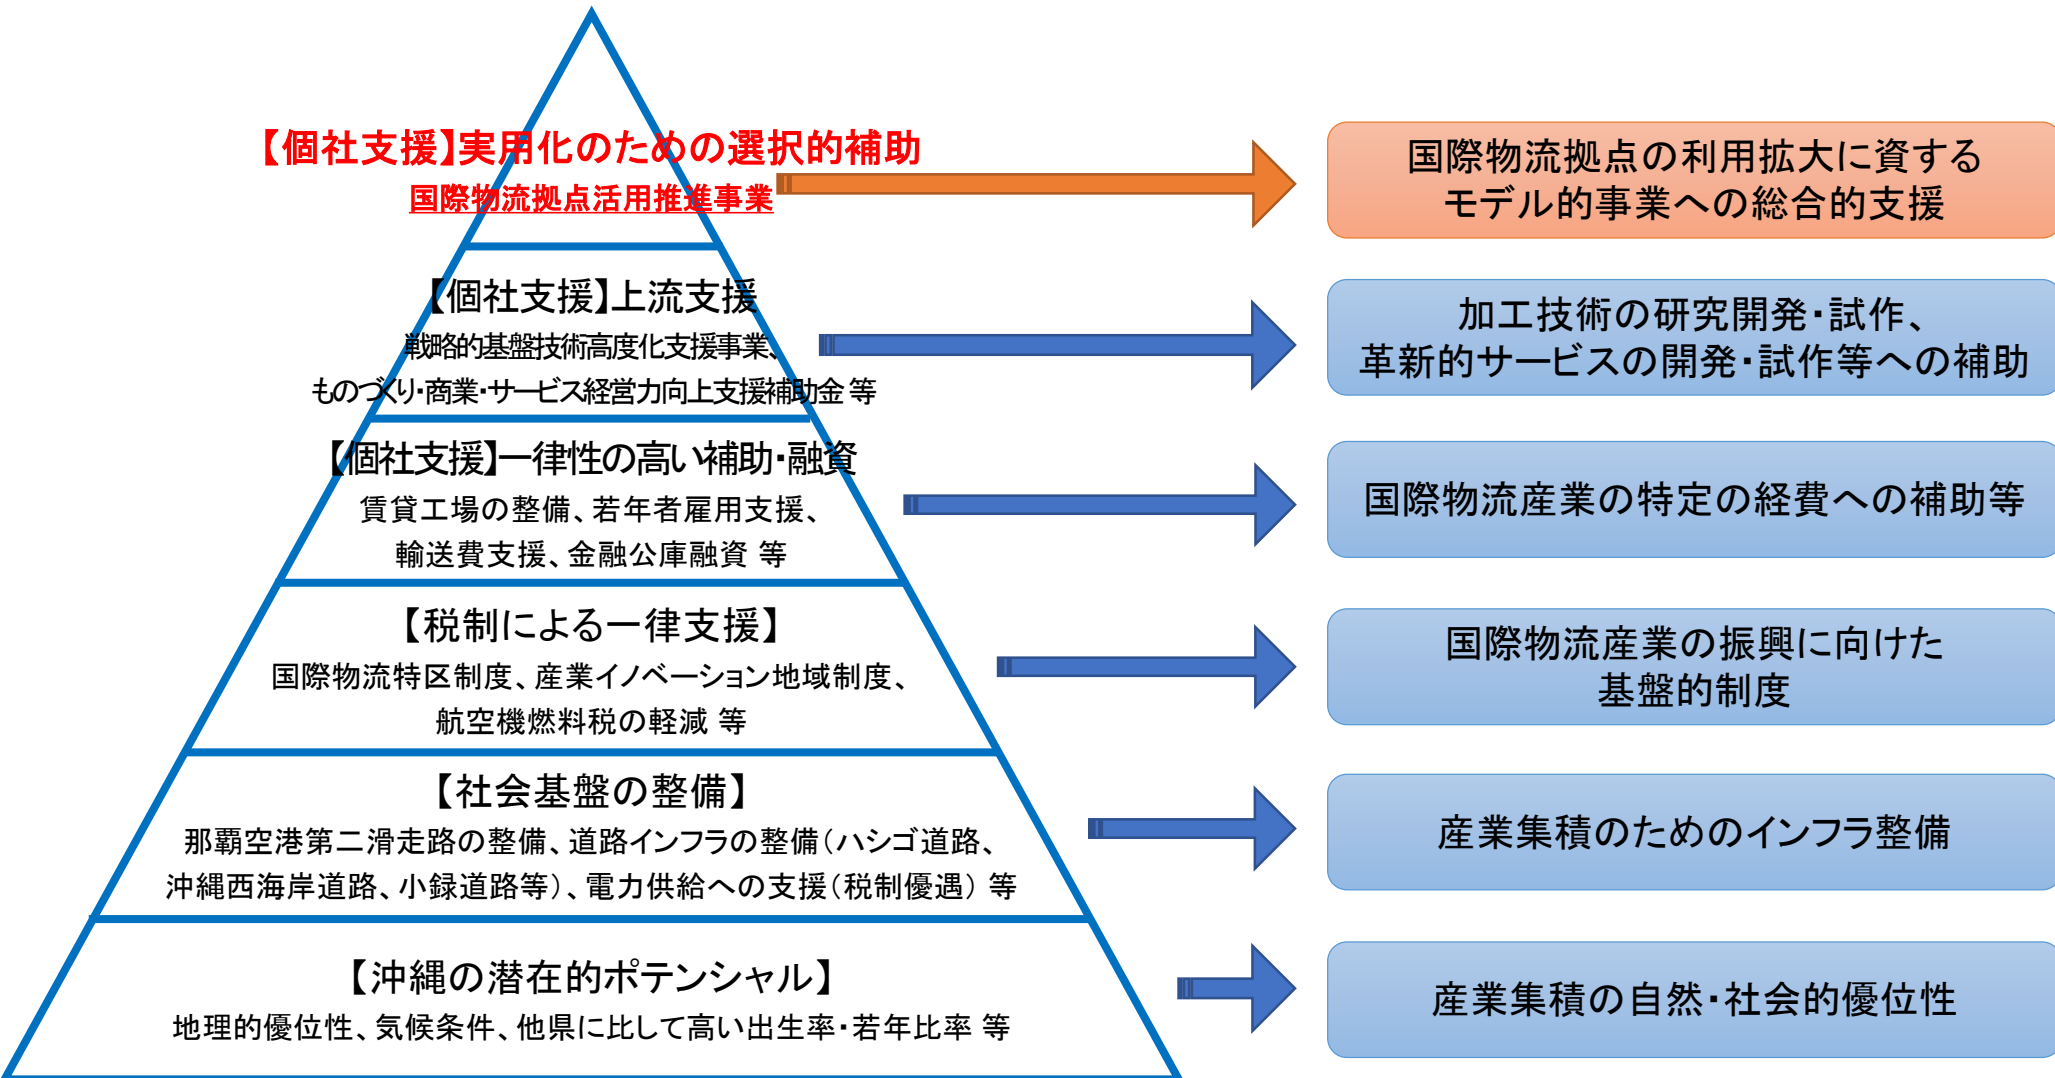 【個社支援】実用化のための選択的補助
国際物流拠点活用推進事業
国際物流拠点の利用拡大に資する
モデル的事業への総合的支援
【個社支援】上流支援
戦略的基盤技術高度化支援事業、
ものづくり・商業・サービス経営力向上支援補助金 等
加工技術の研究開発・試作、
革新的サービスの開発・試作等への補助
【個社支援】一律性の高い補助・融資
賃貸工場の整備、若年者雇用支援、
輸送費支援、金融公庫融資 等
国際物流産業の特定の経費への補助等
【税制による一律支援】
国際物流特区制度、産業イノベーション地域制度、
航空機燃料税の軽減 等
国際物流産業の振興に向けた
基盤的制度
【社会基盤の整備】
那覇空港第二滑走路の整備、道路インフラの整備（ハシゴ道路、
沖縄西海岸道路、小録道路等）、電力供給への支援（税制優遇） 等
産業集積のためのインフラ整備
【沖縄の潜在的ポテンシャル】
地理的優位性、気候条件、他県に比して高い出生率・若年比率 等
産業集積の自然・社会的優位性